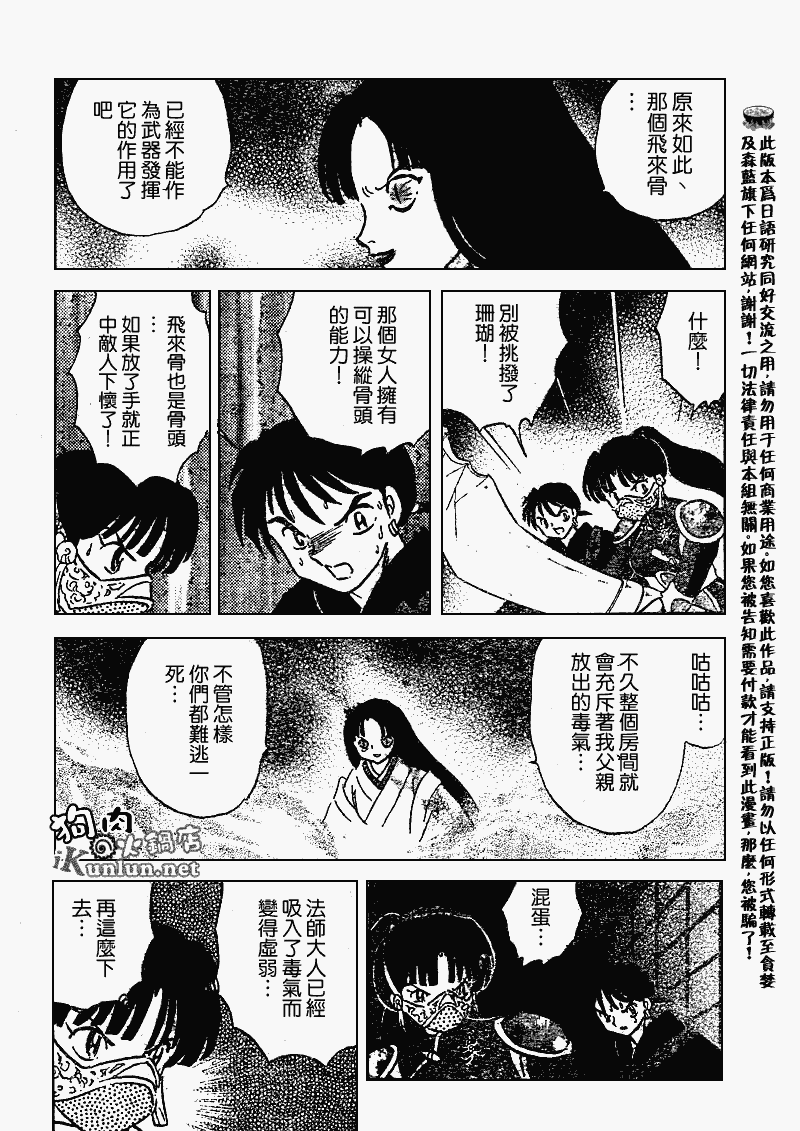 原來如此、
那個飛來骨
…
已經不能作
為武器發揮
它的作用了
吧
什麼！
別被挑撥了
珊瑚！
那個女人擁有
可以操縱骨頭
的能力！
飛來骨也是骨頭
…
如果放了手就正
中敵人下懷了！
咕咕咕…
不久整個房間就
會充斥著我父親
放出的毒氣…
不管怎樣
你們都難逃一
死…
混蛋…
法師大人已經
吸入了毒氣而
變得虛弱…
再這麼下
去…
此版本爲日語研究同好交流之用，請勿用于任何商業用途。如您喜歡此作品，請支持正版！請勿以任何形式轉載至貪婪
及森藍旗下任何網站，謝謝！一切法律責任與本組無關。如果您被告知需要付款才能看到此漫畫，那麼，您被騙了！
狗肉
火鍋店
iKunlun.net